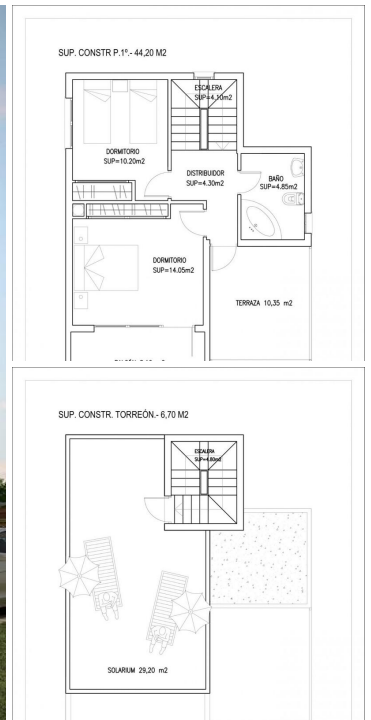 SUP. CONSTR P.1º.- 44,20 M2
ESCALERA
SUP=4.10m2
DORMITORIO
SUP=10.20m2
DISTRIBUIDOR
SUP=4.30m2
BAÑO
SUP=4.85m2
DORMITORIO
SUP=14.05m2
TERRAZA 10,35 m2
SUP. CONSTR. TORREÓN.- 6,70 M2
ESCALERA
SUP=4.80m2
SOLARIUM 29,20 m2